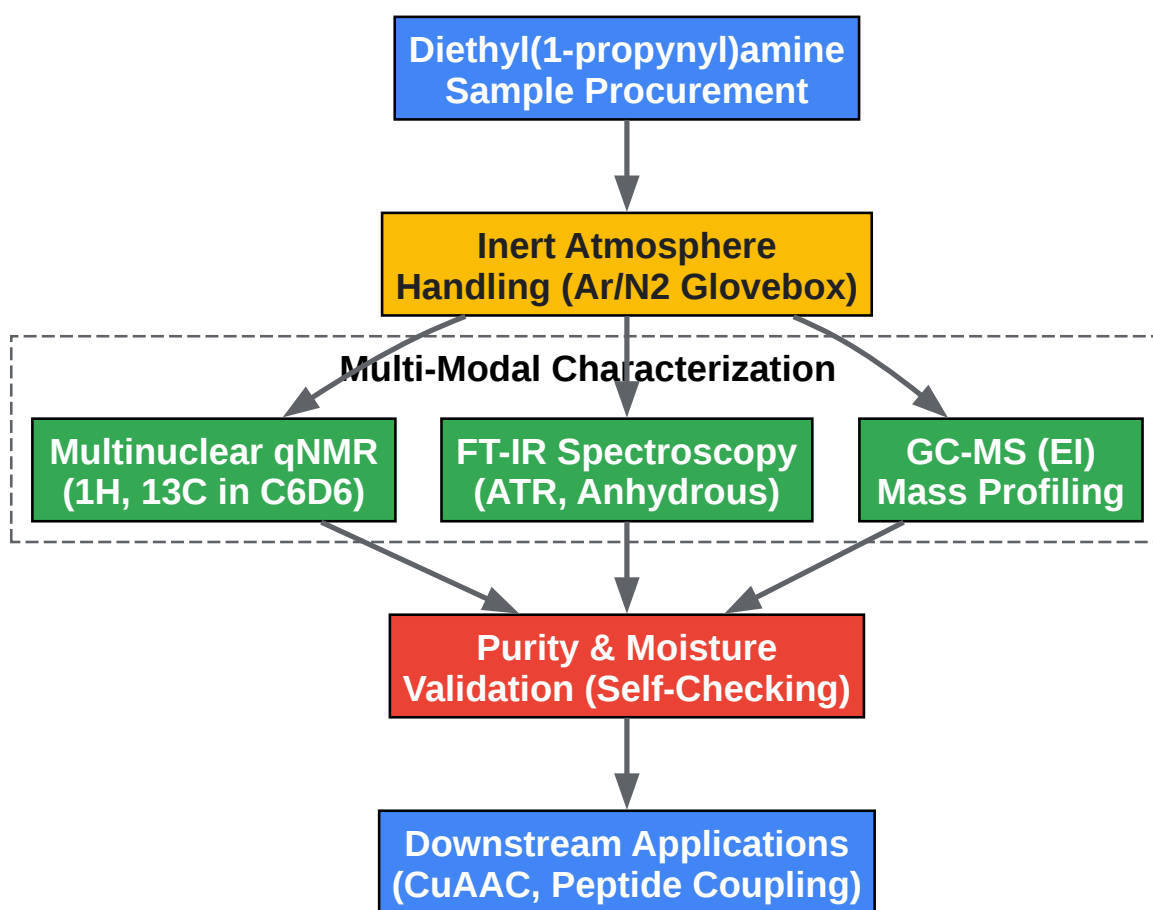 Diethyl(1-propynyl)amine
Sample Procurement
Inert Atmosphere
Handling (Ar/N2 Glovebox)
Multi-Modal Characterization
Multinuclear qNMR
(1H, 13C in C6D6)
FT-IR Spectroscopy
(ATR, Anhydrous)
GC-MS (EI)
Mass Profiling
Purity & Moisture
Validation (Self-Checking)
Downstream Applications
(CuAAC, Peptide Coupling)